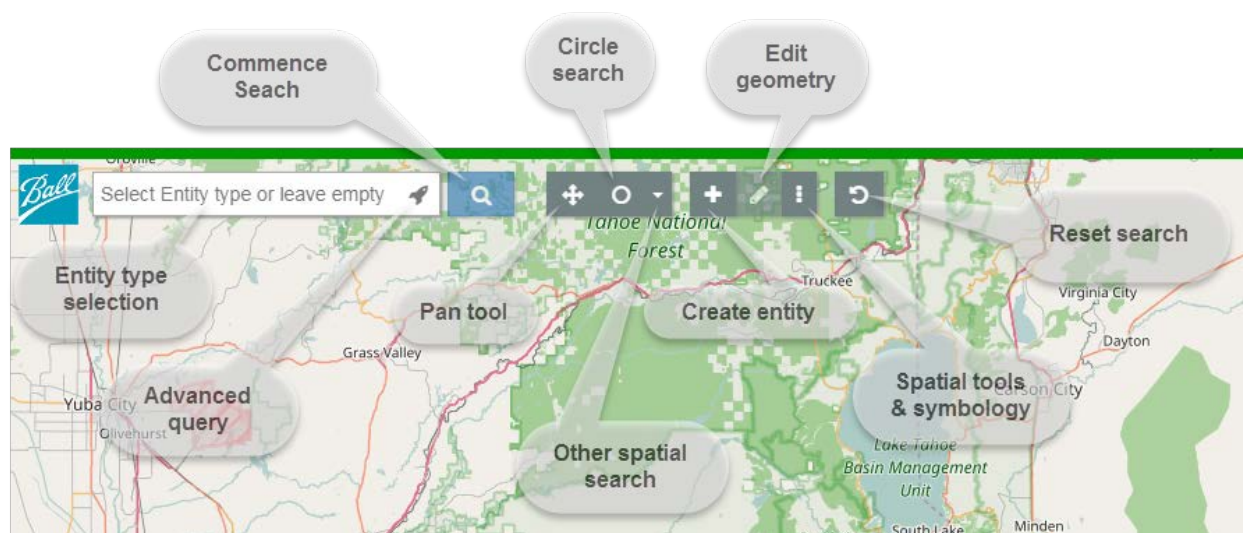 Commence
Seach
Circle
search
Edit
geometry
Oroville
Ball
Select Entity type or leave empty
Tahoe National
Forest
Reset search
Entity type
selection
Pan tool
Create entity
Truckee
Virginia City
Dayton
Grass Valley
Spatial tools
& symbology
Carson City
Yuba City
Advanced
query
Olivehurst
Other spatial
search
Lake Tahoe
Basin Management
Unit
South Lake
Minden